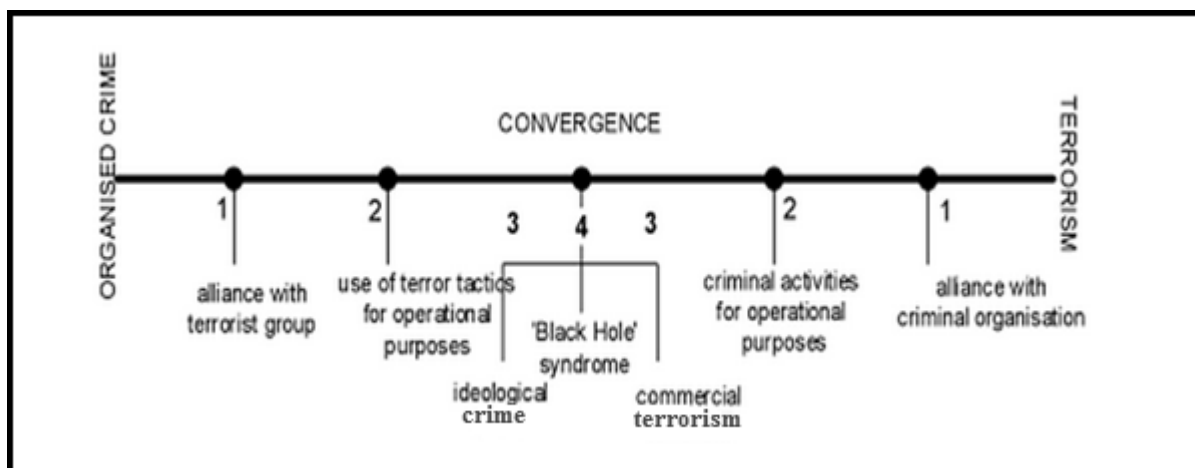 ORGANISED CRIME
CONVERGENCE
TERRORISM
1
2
3
4
3
2
1
alliance with
terrorist group
use of terror tactics
for operational
purposes
'Black Hole'
syndrome
criminal activities
for operational
purposes
alliance with
criminal organisation
ideological
crime
commercial
terrorism